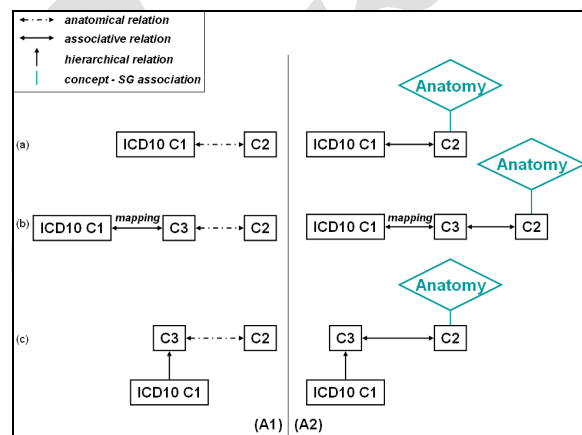 anatomical relation
associative relation
hierarchical relation
concept - SG association
Anatomy
(a)
ICD10 C1
C2
ICD10 C1
C2
Anatomy
(b)
ICD10 C1
mapping
C3
C2
ICD10 C1
mapping
C3
C2
Anatomy
(c)
C3
C2
C3
C2
ICD10 C1
ICD10 C1
(A1)
(A2)